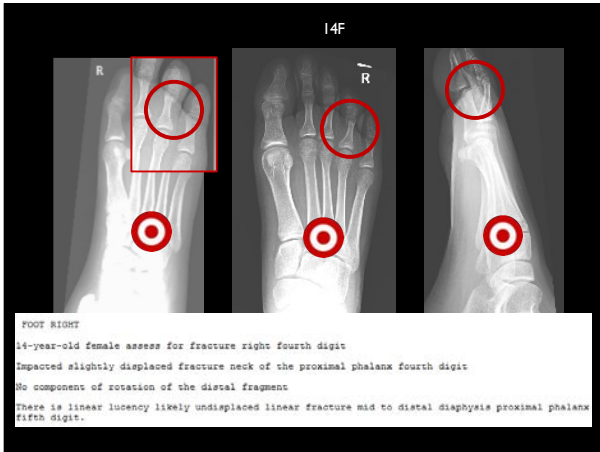 14F
R
R
FOOT RIGHT
14-year-old female assess for fracture right fourth digit
Impacted slightly displaced fracture neck of the proximal phalanx fourth digit
No component of rotation of the distal fragment
There is linear lucency likely undisplaced linear fracture mid to distal diaphysis proximal phalanx
fifth digit.